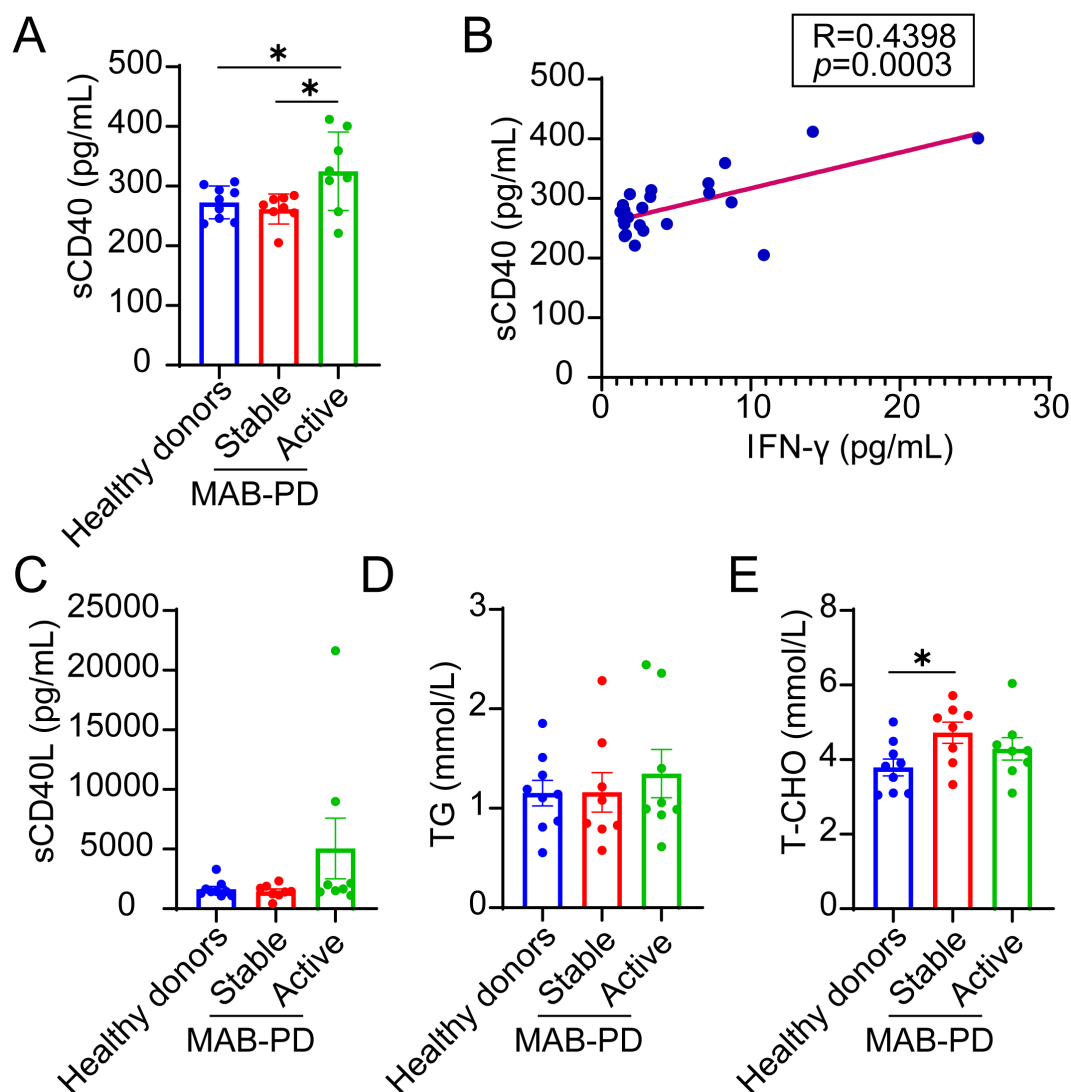 A
500
400
300
200
100
0
sCD40 (pg/mL)
*
*
Healthy donors
Stable
Active
MAB-PD
B
R=0.4398
p=0.0003
500
400
300
200
100
0
sCD40 (pg/mL)
0
10
20
30
IFN-γ (pg/mL)
C
25000
20000
15000
10000
5000
0
sCD40L (pg/mL)
Healthy donors
Stable
Active
MAB-PD
D
3
2
1
0
TG (mmol/L)
Healthy donors
Stable
Active
MAB-PD
E
8
6
4
2
0
T-CHO (mmol/L)
*
Healthy donors
Stable
Active
MAB-PD